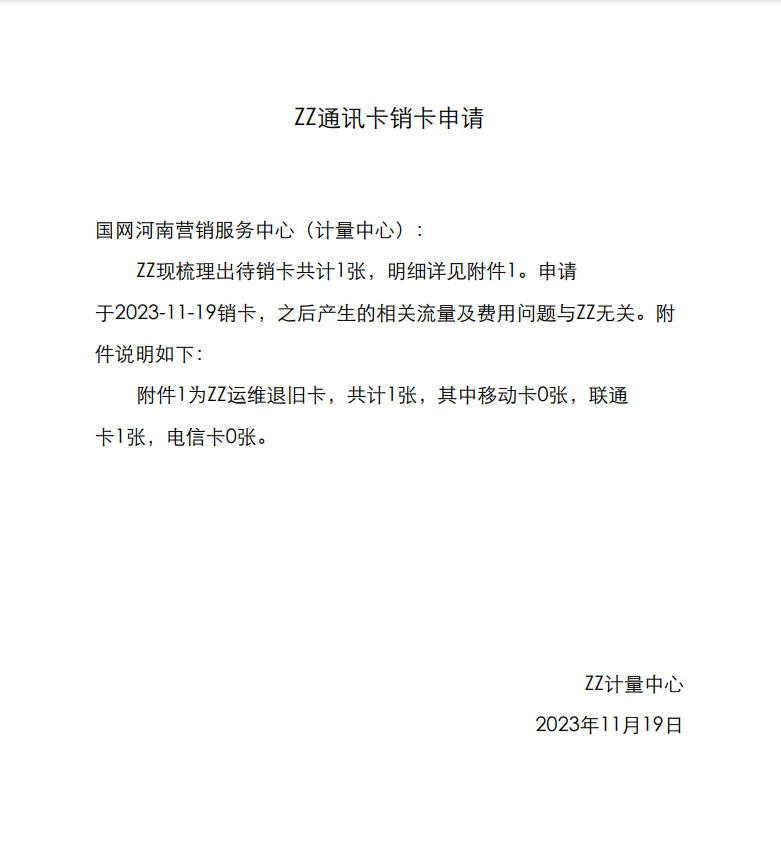 ZZ通讯卡销卡申请
国网河南营销服务中心（计量中心）:
ZZ现梳理出待销卡共计1张，明细详见附件1。申请
于2023-11-19销卡，之后产生的相关流量及费用问题与ZZ无关。附
件说明如下：
附件1为ZZ运维退旧卡，共计1张，其中移动卡0张，联通
卡1张，电信卡0张。
ZZ计量中心
2023年11月19日